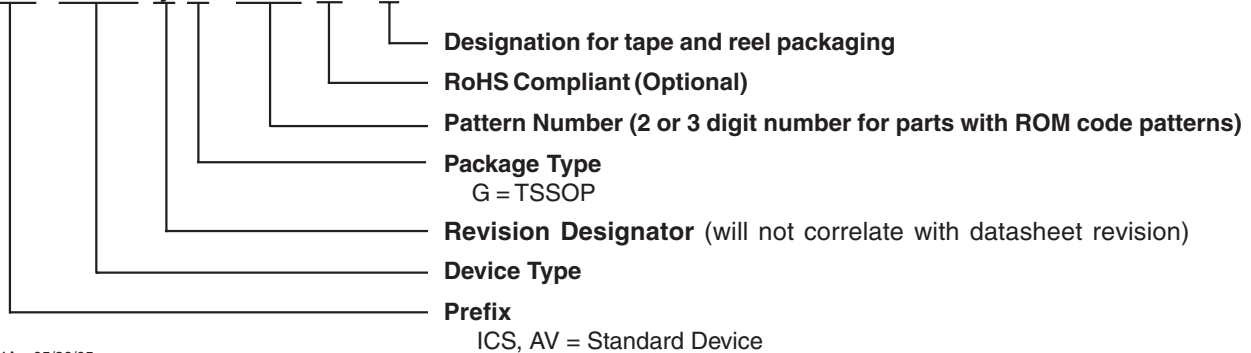 Designation for tape and reel packaging
RoHS Compliant (Optional)
Pattern Number (2 or 3 digit number for parts with ROM code patterns)
Package Type
G = TSSOP
Revision Designator (will not correlate with datasheet revision)
Device Type
Prefix
ICS, AV = Standard Device